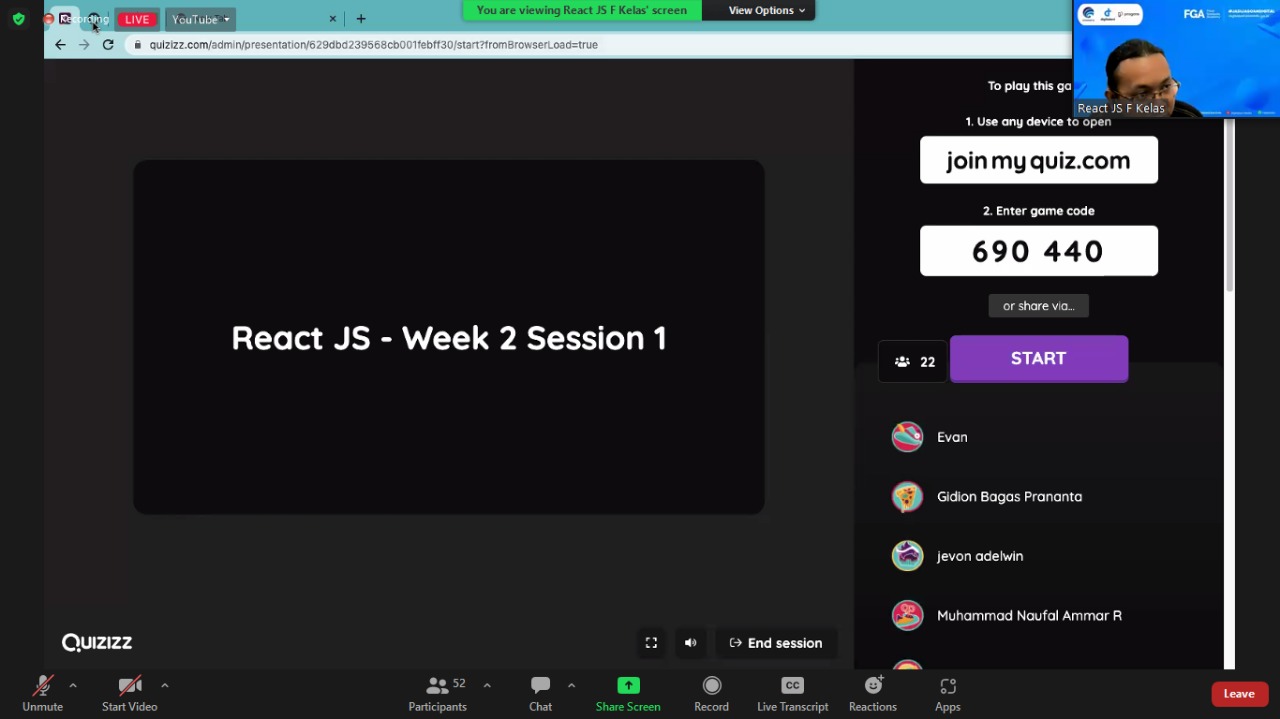 Recording
LIVE
YouTube
You are viewing React JS F Kelas' screen
View Options
quizizz.com/admin/presentation/629dbd239568cb001febff30/start?fromBrowserLoad=true
FGA
React JS F Kelas
To play this ga
1. Use any device to open
joinmyquiz.com
2. Enter game code
690 440
or share via...
22
START
React JS - Week 2 Session 1
Evan
Gidion Bagas Prananta
jevon adelwin
Muhammad Naufal Ammar R
Quizizz
End session
Unmute
Start Video
52
Participants
Chat
Share Screen
Record
CC
Live Transcript
Reactions
Apps
Leave